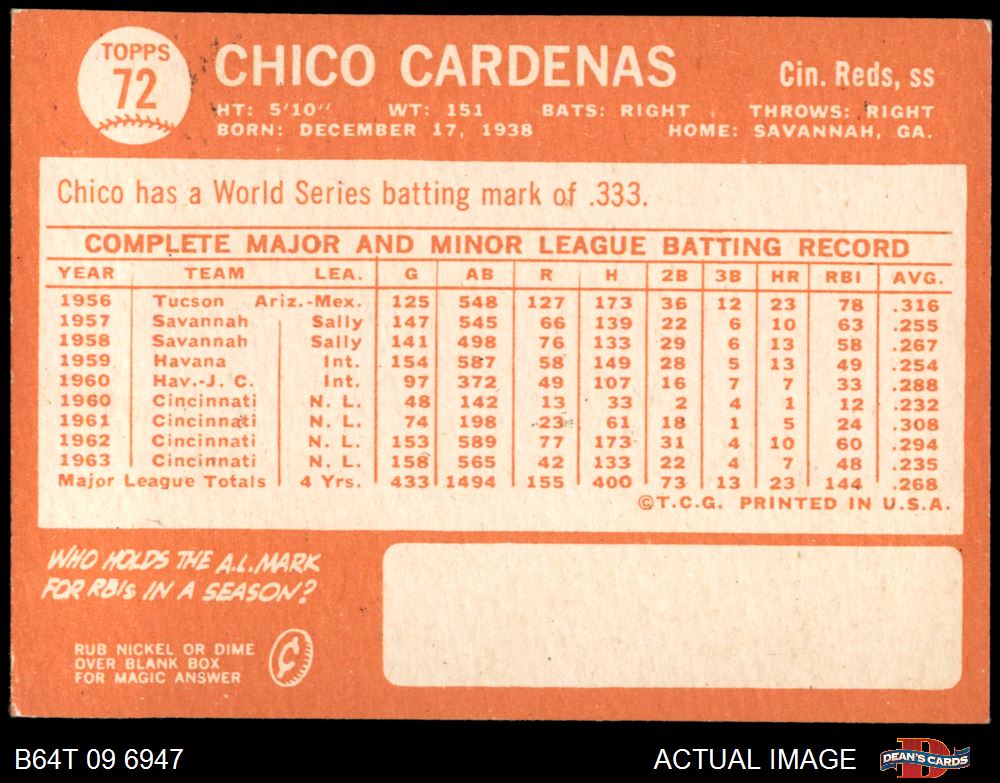 TOPPS
72
CHICO CARDENAS
Cin. Reds, ss
HT: 5'10" WT: 151 BATS: RIGHT THROWS: RIGHT
BORN: DECEMBER 17, 1938 HOME: SAVANNAH, GA.
Chico has a World Series batting mark of .333.
COMPLETE MAJOR AND MINOR LEAGUE BATTING RECORD
YEAR TEAM LEA. G AB R H 2B 3B HR RBI AVG.
1956 Tucson Ariz.-Mex. 125 548 127 173 36 12 23 78 .316
1957 Savannah Sally 147 545 66 139 22 6 10 63 .255
1958 Savannah Sally 141 498 76 133 29 6 13 58 .267
1959 Havana Int. 154 587 58 149 28 5 13 49 .254
1960 Hav.-J. C. Int. 97 372 49 107 16 7 7 33 .288
1960 Cincinnati N. L. 48 142 13 33 2 4 1 12 .232
1961 Cincinnati N. L. 74 198 23 61 18 1 5 24 .308
1962 Cincinnati N. L. 153 589 77 173 31 4 10 60 .294
1963 Cincinnati N. L. 158 565 42 133 22 4 7 48 .235
Major League Totals 4 Yrs. 433 1494 155 400 73 13 23 144 .268
©T.C.G. PRINTED IN U.S.A.
WHO HOLDS THE A.L. MARK
FOR RBIs IN A SEASON?
RUB NICKEL OR DIME
OVER BLANK BOX
FOR MAGIC ANSWER
¢
B64T 09 6947
ACTUAL IMAGE
D
DEAN'S CARDS